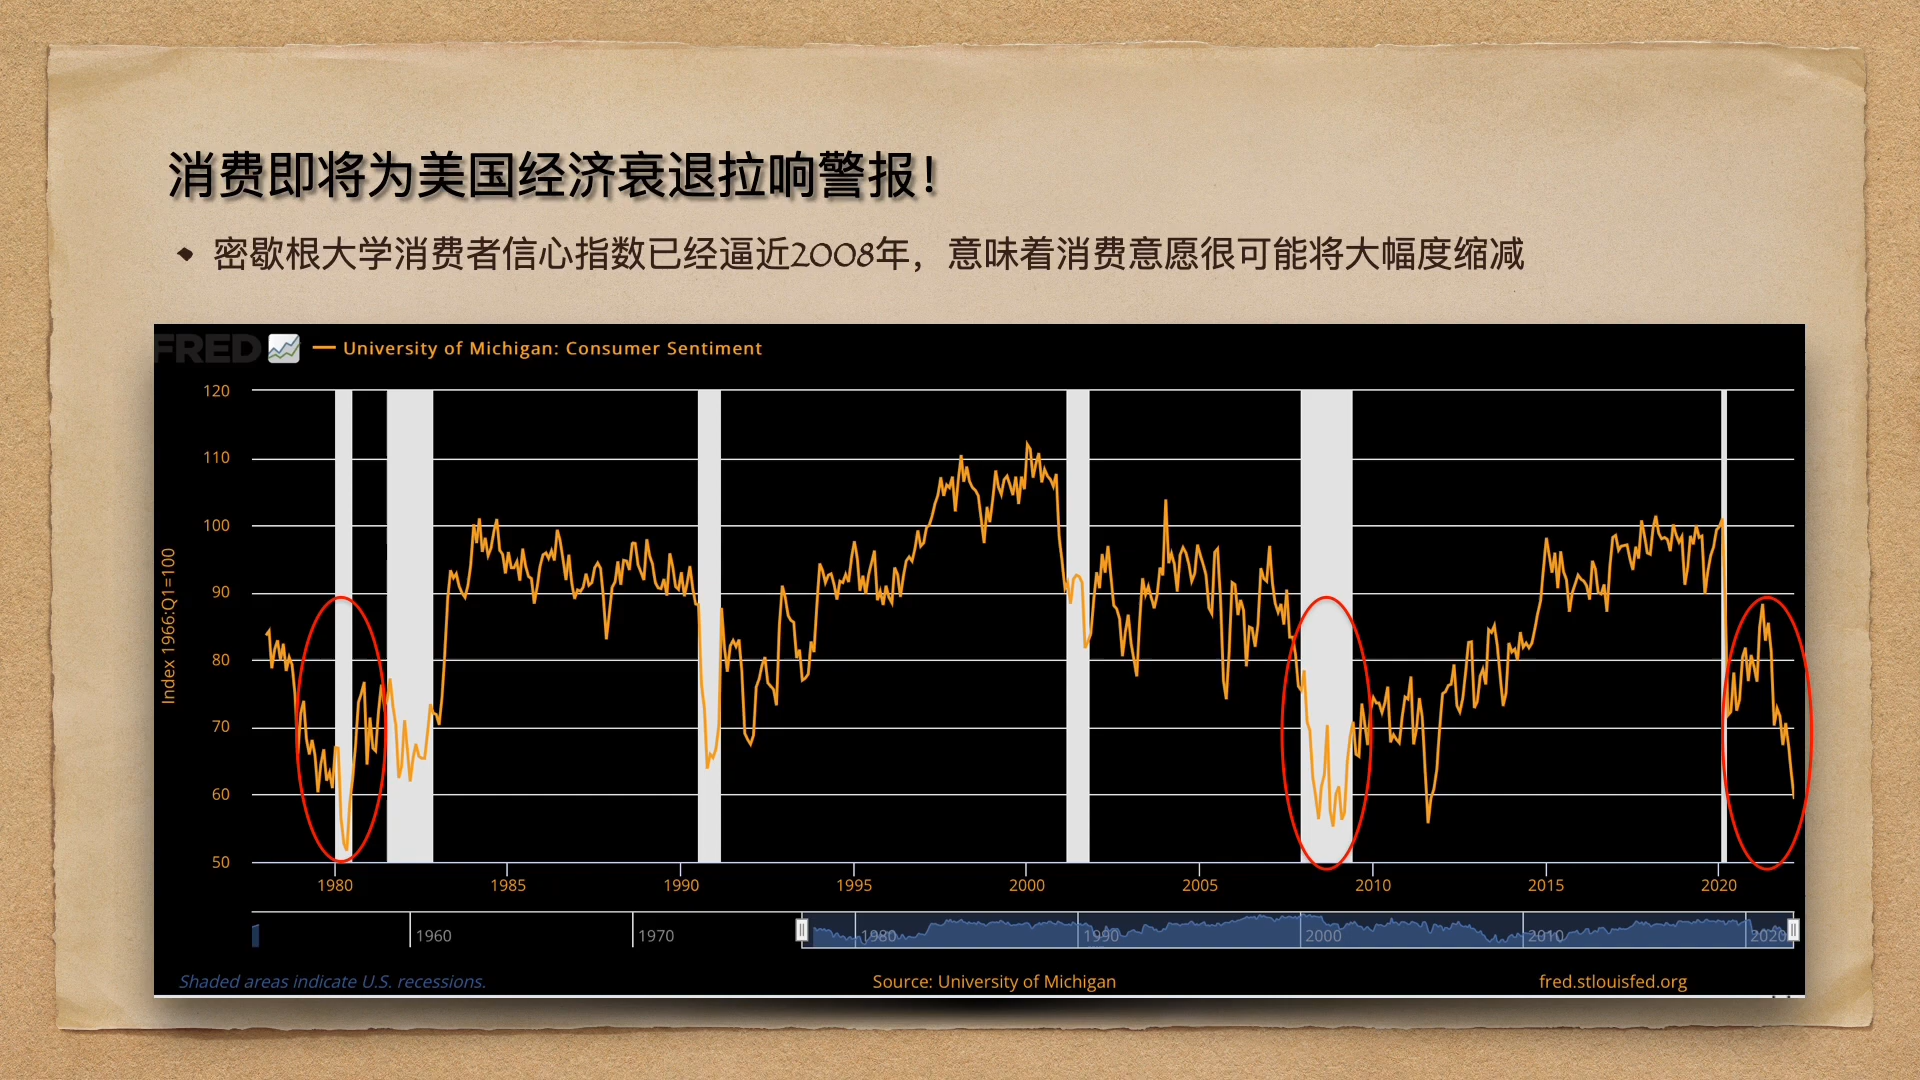 消费即将为美国经济衰退拉响警报！
密歇根大学消费者信心指数已经逼近2008年，意味着消费意愿很可能将大幅度缩减
FRED
University of Michigan: Consumer Sentiment
120
110
100
90
80
70
60
50
Index 1966:Q1=100
1980 1985 1990 1995 2000 2005 2010 2015 2020
1960 1970 1980 1990 2000 2010 2020
Shaded areas indicate U.S. recessions. Source: University of Michigan fred.stlouisfed.org